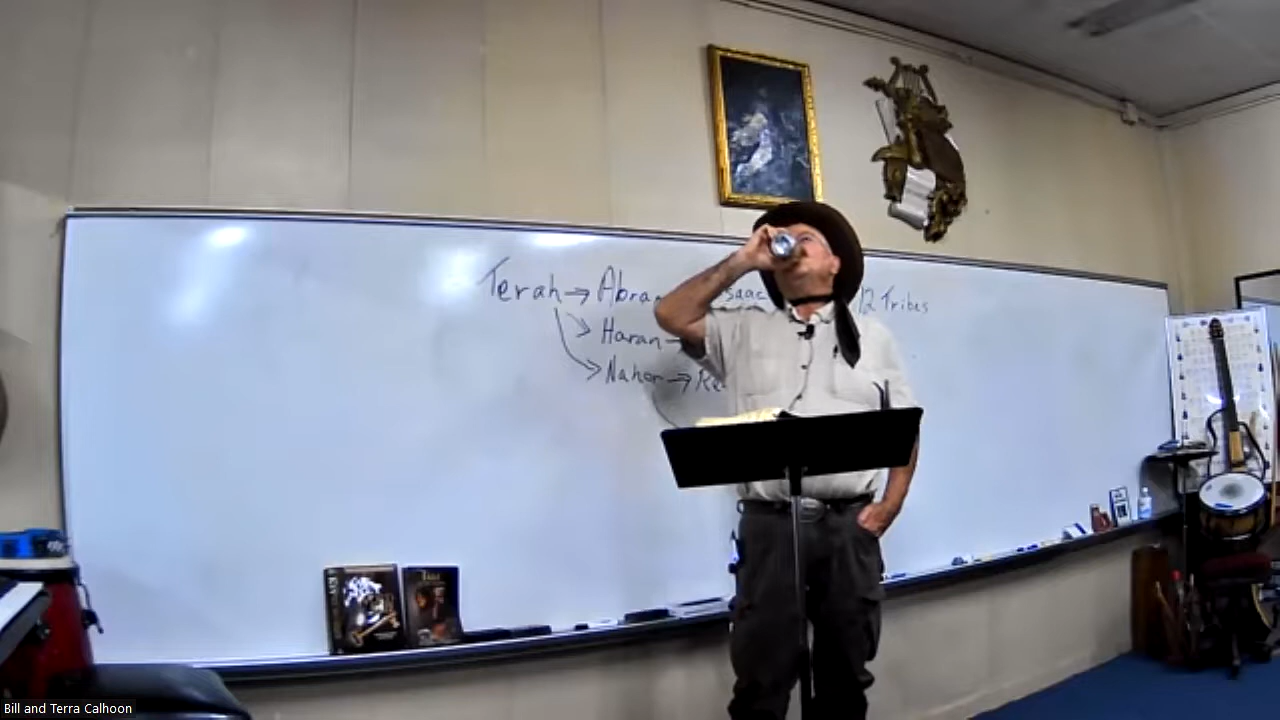 Terah → Abra saac 12 Tribes
Haran →
Nahor → Re
Bill and Terra Calhoon